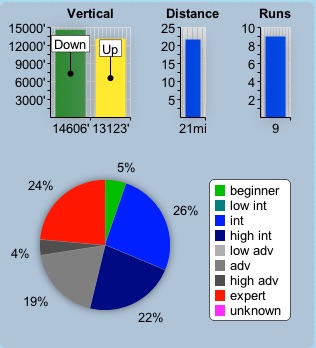 Vertical Distance Runs
15000'
12000'
9000'
6000'
3000'
Down
Up
14606' 13123'
25
20
15
10
5
21mi
10
8
6
4
2
9
5%
26%
22%
19%
4%
24%
beginner
low int
int
high int
low adv
adv
high adv
expert
unknown